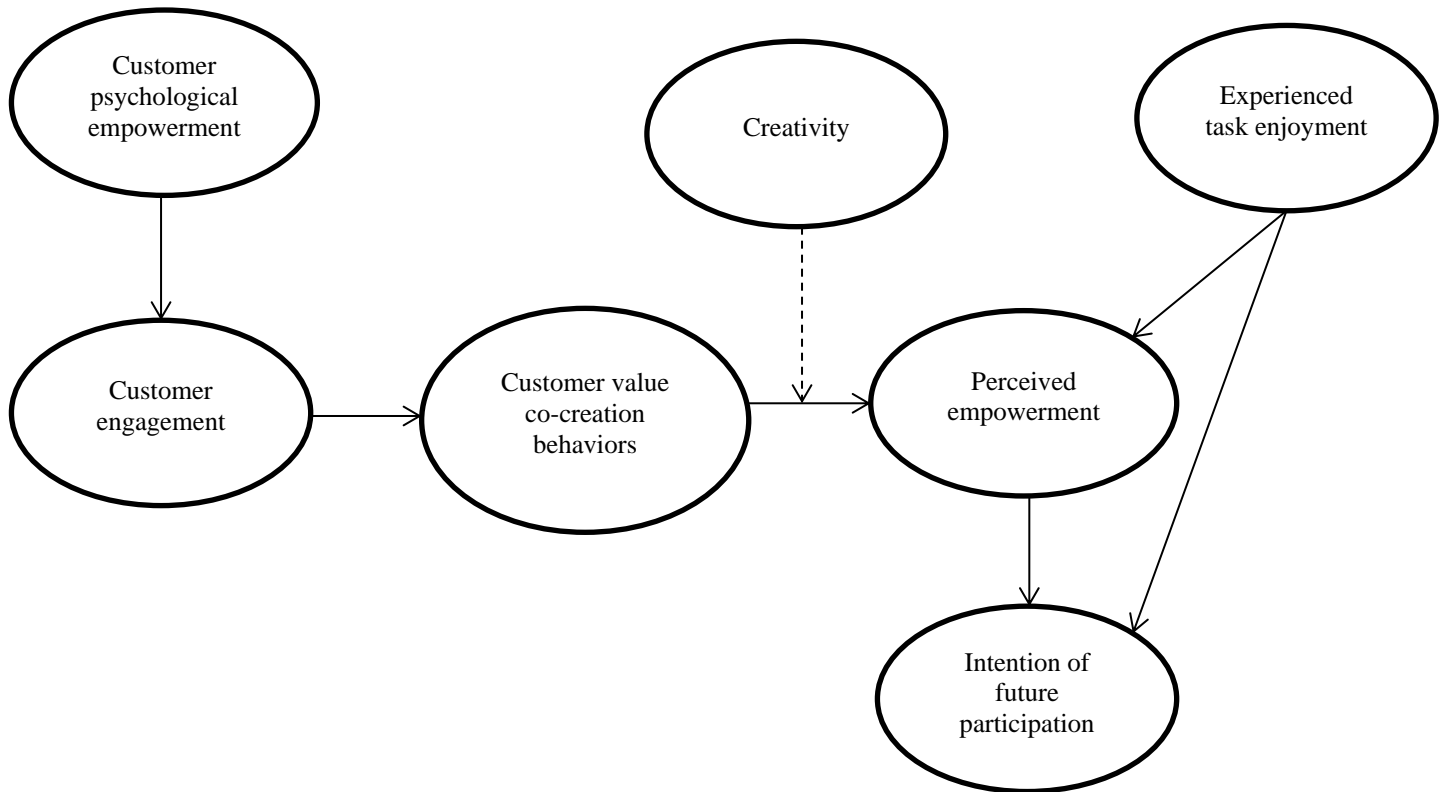 Customer
psychological
empowerment
Creativity
Experienced
task enjoyment
Customer
engagement
Customer value
co-creation
behaviors
Perceived
empowerment
Intention of
future
participation